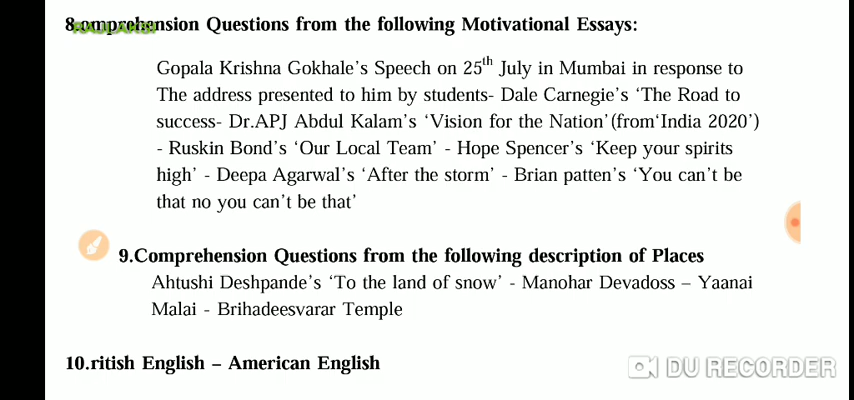 8omprehension Questions from the following Motivational Essays:
Gopala Krishna Gokhale's Speech on 25th July in Mumbai in response to
The address presented to him by students- Dale Carnegie's 'The Road to
success- Dr.APJ Abdul Kalam's 'Vision for the Nation'(from'India 2020')
- Ruskin Bond's 'Our Local Team' - Hope Spencer's 'Keep your spirits
high' - Deepa Agarwal's 'After the storm' - Brian patten's 'You can't be
that no you can't be that'
9.Comprehension Questions from the following description of Places
Ahtushi Deshpande's 'To the land of snow' - Manohar Devadoss – Yaanai
Malai - Brihadeesvarar Temple
10.ritish English – American English
DU RECORDER